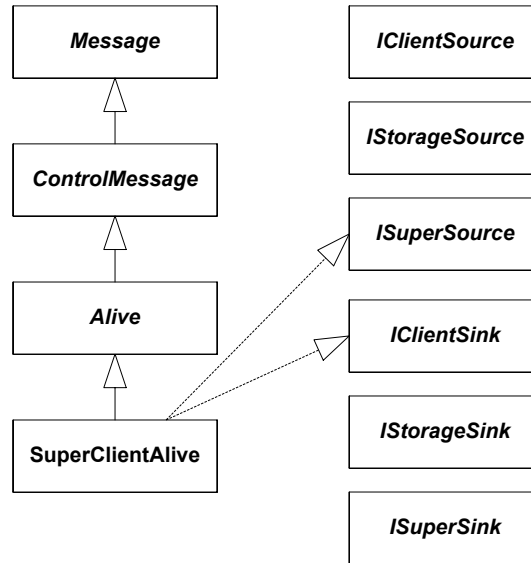 Message
ControlMessage
Alive
SuperClientAlive
IClientSource
IStorageSource
ISuperSource
IClientSink
IStorageSink
ISuperSink